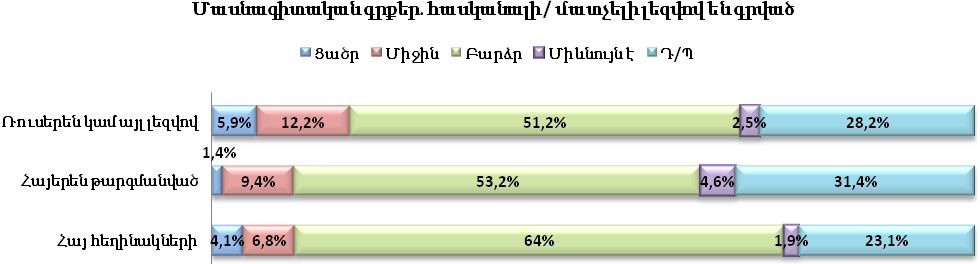 Մասնագիտական գրքեր. հասկանալի / մատչելի լեզվով են գրված
Ցածր Միջին Բարձր Միևնույն է Դ/Պ
Ռուսերեն կամ այլ լեզվով 5,9% 12,2% 51,2% 2,5% 28,2%
1,4%
Հայերեն թարգմանված 9,4% 53,2% 4,6% 31,4%
Հայ հեղինակների 4,1% 6,8% 64% 1,9% 23,1%